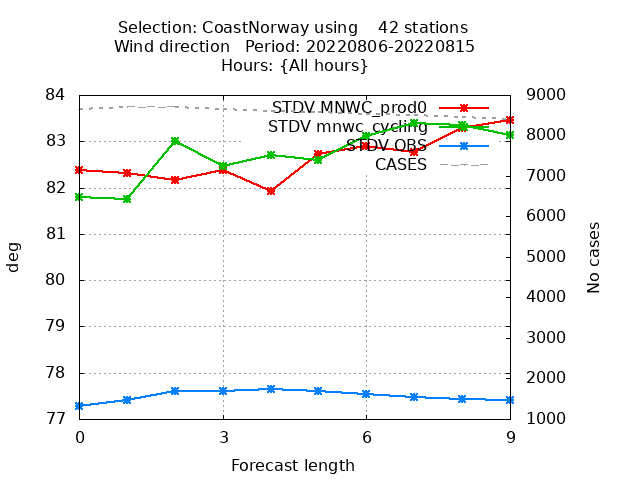 Selection: CoastNorway using    42 stations
Wind direction   Period: 20220806-20220815
Hours: {All hours}
84
83
82
81
80
79
78
77
9000
8000
7000
6000
5000
4000
3000
2000
1000
STDV MNWC_prod0
STDV mnwc_cycling
STDV OBS
CASES
deg
No cases
0
3
6
9
Forecast length